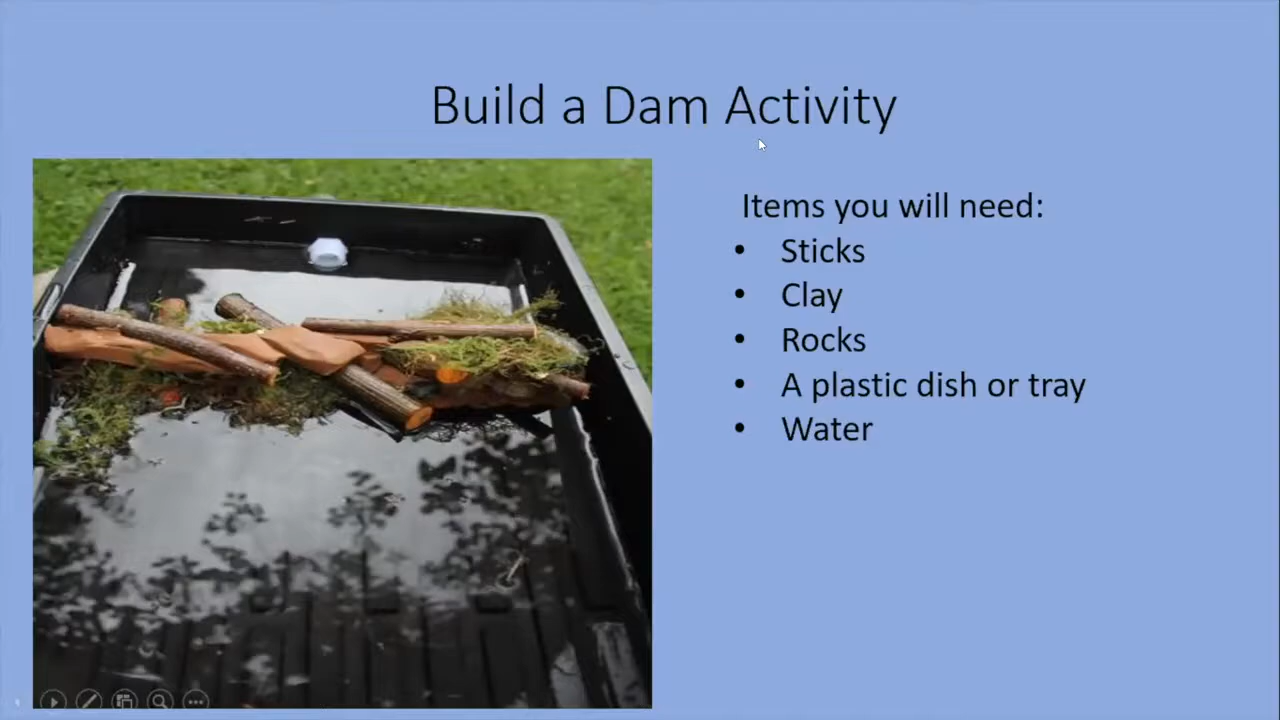 Build a Dam Activity
Items you will need:
• Sticks
• Clay
• Rocks
• A plastic dish or tray
• Water